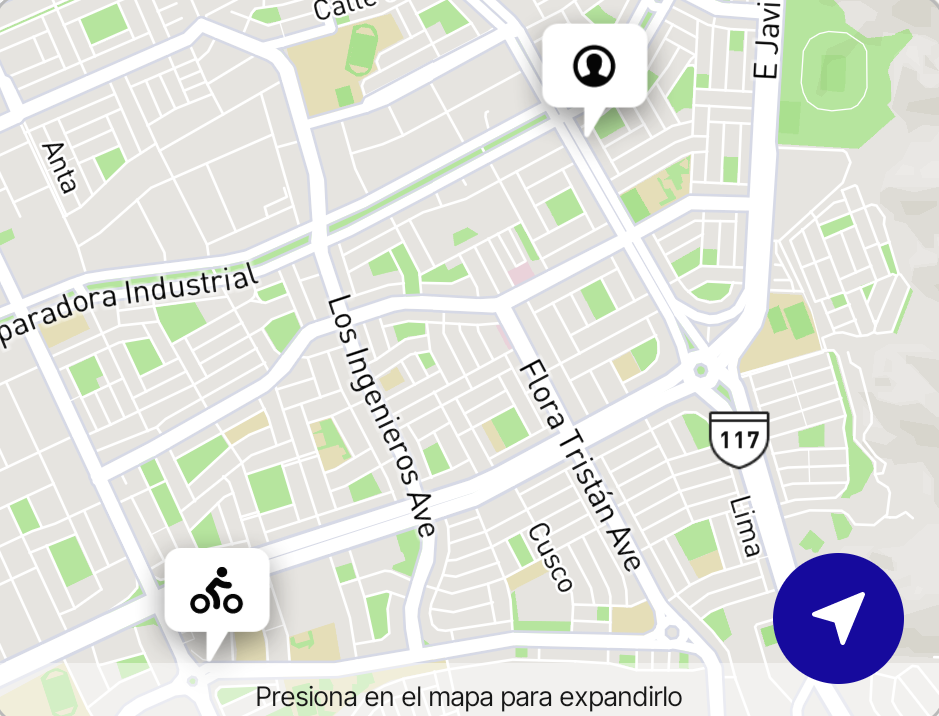 Calle
E Javi
Anta
paradora Industrial
Los Ingenieros Ave
Flora Tristán Ave
117
Lima
Cusco
Presiona en el mapa para expandirlo